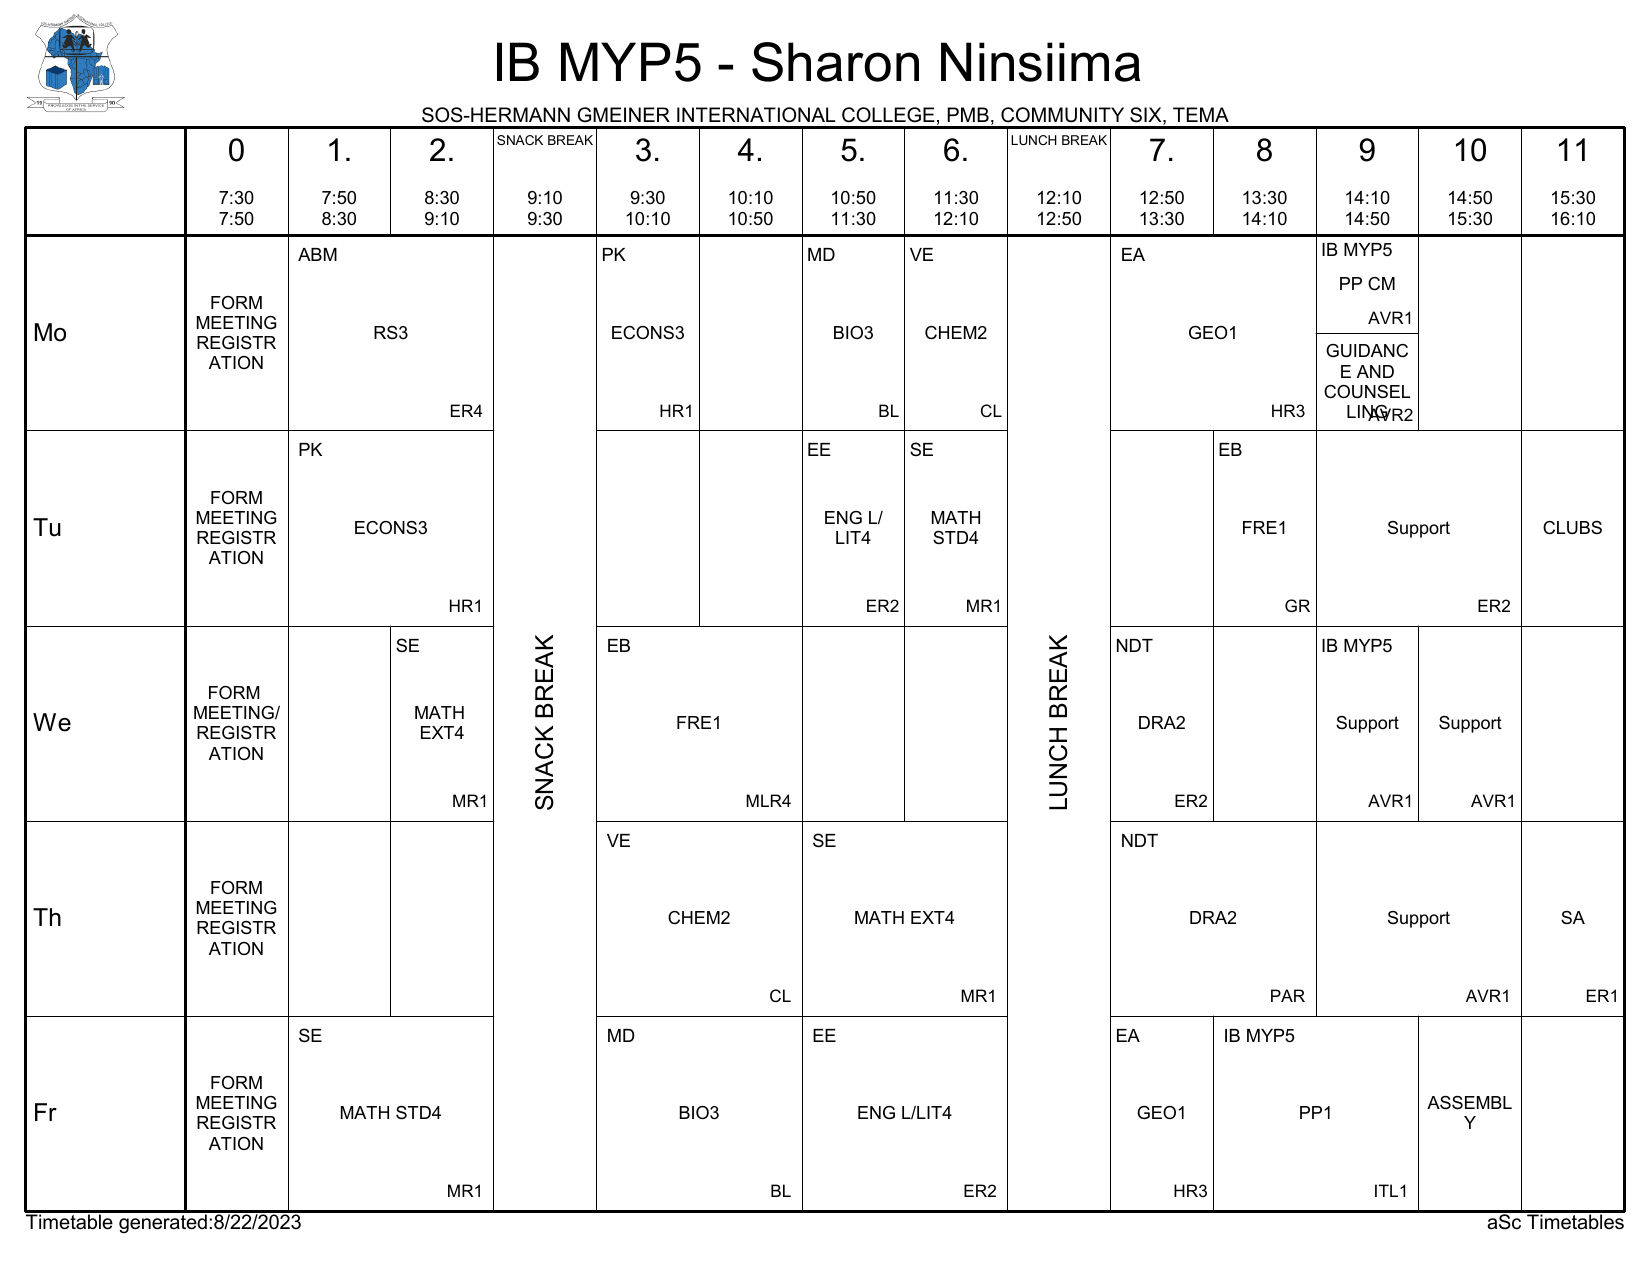 IB MYP5 - Sharon Ninsiima
SOS-HERMANN GMEINER INTERNATIONAL COLLEGE, PMB, COMMUNITY SIX, TEMA
0 1. 2. SNACK BREAK 3. 4. 5. 6. LUNCH BREAK 7. 8 9 10 11
7:30 7:50 8:30 9:10 9:30 10:10 10:50 11:30 12:10 12:50 13:30 14:10 14:50 15:30
7:50 8:30 9:10 9:30 10:10 10:50 11:30 12:10 12:50 13:30 14:10 14:50 15:30 16:10
Mo
FORM
MEETING
REGISTR
ATION
ABM
RS3
ER4
PK
ECONS3
HR1
MD
BIO3
BL
VE
CHEM2
CL
EA
GEO1
HR3
IB MYP5
PP CM
AVR1
GUIDANC
E AND
COUNSEL
LING
AVR2
Tu
FORM
MEETING
REGISTR
ATION
PK
ECONS3
HR1
EE
ENG L/
LIT4
ER2
SE
MATH
STD4
MR1
EB
FRE1
GR
Support
ER2
CLUBS
We
FORM
MEETING/
REGISTR
ATION
SE
MATH
EXT4
MR1
SNACK BREAK
EB
FRE1
MLR4
LUNCH BREAK
NDT
DRA2
ER2
IB MYP5
Support
AVR1
Support
AVR1
Th
FORM
MEETING
REGISTR
ATION
VE
CHEM2
CL
SE
MATH EXT4
MR1
NDT
DRA2
PAR
Support
AVR1
SA
ER1
Fr
FORM
MEETING
REGISTR
ATION
SE
MATH STD4
MR1
MD
BIO3
BL
EE
ENG L/LIT4
ER2
EA
GEO1
HR3
IB MYP5
PP1
ITL1
ASSEMBL
Y
Timetable generated:8/22/2023
aSc Timetables